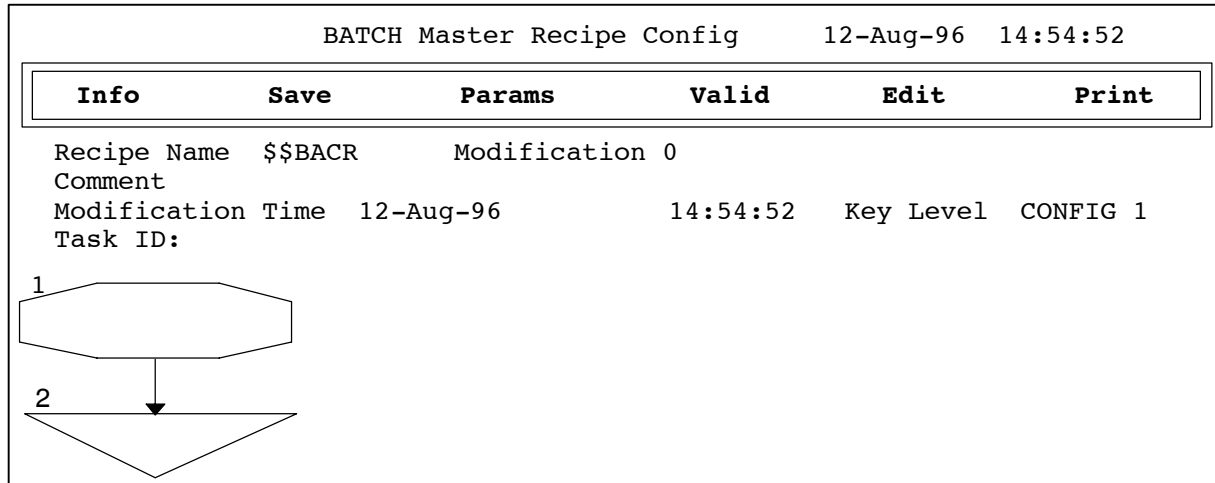 BATCH Master Recipe Config 12-Aug-96 14:54:52
Info Save Params Valid Edit Print
Recipe Name $$BACR Modification 0
Comment
Modification Time 12-Aug-96 14:54:52 Key Level CONFIG 1
Task ID:
1
2